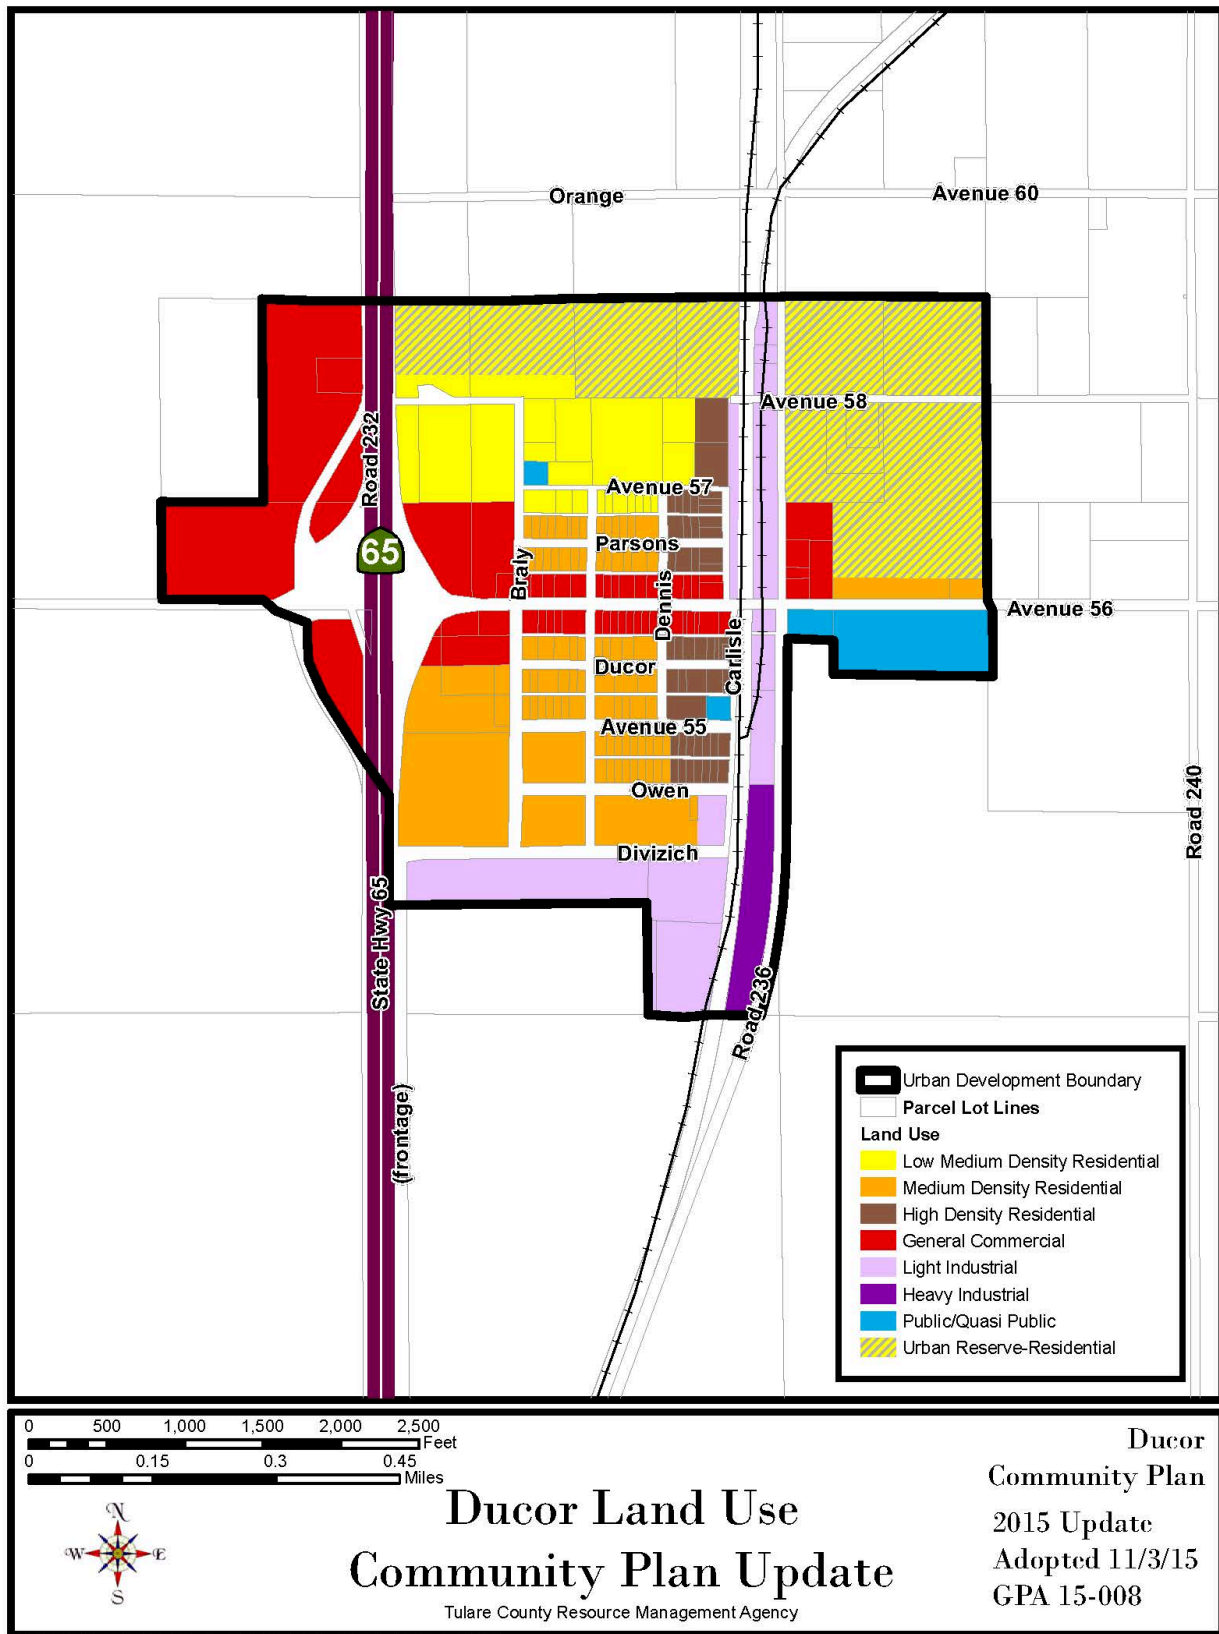 Orange
Avenue 60
Avenue 58
Road 232
Avenue 57
65
Parsons
Braly
Dennis
Avenue 56
Carlisle
Ducor
Avenue 55
Owen
Road 240
Divizich
State Hwy 65
Road 236
(frontage)
Urban Development Boundary
Parcel Lot Lines
Land Use
Low Medium Density Residential
Medium Density Residential
High Density Residential
General Commercial
Light Industrial
Heavy Industrial
Public/Quasi Public
Urban Reserve-Residential
0 500 1,000 1,500 2,000 2,500
Feet
0 0.15 0.3 0.45
Miles
N
W E
S
Ducor Land Use
Community Plan Update
Tulare County Resource Management Agency
Ducor
Community Plan
2015 Update
Adopted 11/3/15
GPA 15-008